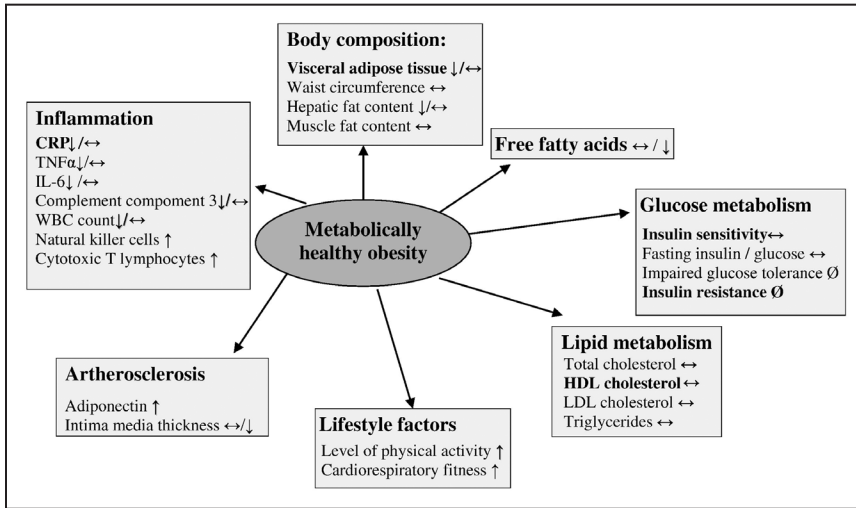 Body composition:
Visceral adipose tissue ↓/↔
Waist circumference ↔
Hepatic fat content ↓/↔
Muscle fat content ↔
Inflammation
CRP↓/↔
TNFα↓/↔
IL-6↓ /↔
Complement compoment 3↓/↔
WBC count↓/↔
Natural killer cells ↑
Cytotoxic T lymphocytes ↑
Free fatty acids ↔ / ↓
Metabolically
healthy obesity
Glucose metabolism
Insulin sensitivity↔
Fasting insulin / glucose ↔
Impaired glucose tolerance Ø
Insulin resistance Ø
Lipid metabolism
Total cholesterol ↔
HDL cholesterol ↔
LDL cholesterol ↔
Triglycerides ↔
Artherosclerosis
Adiponectin ↑
Intima media thickness ↔/↓
Lifestyle factors
Level of physical activity ↑
Cardiorespiratory fitness ↑